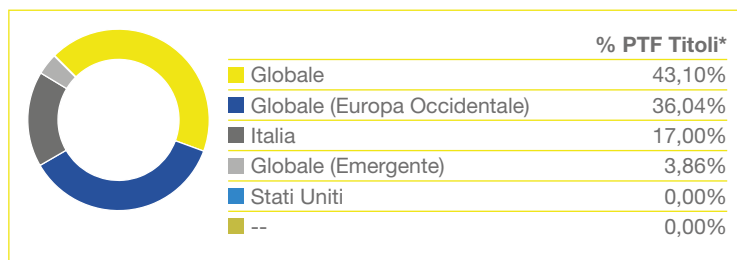 % PTF Titoli*
Globale 43,10%
Globale (Europa Occidentale) 36,04%
Italia 17,00%
Globale (Emergente) 3,86%
Stati Uniti 0,00%
-- 0,00%